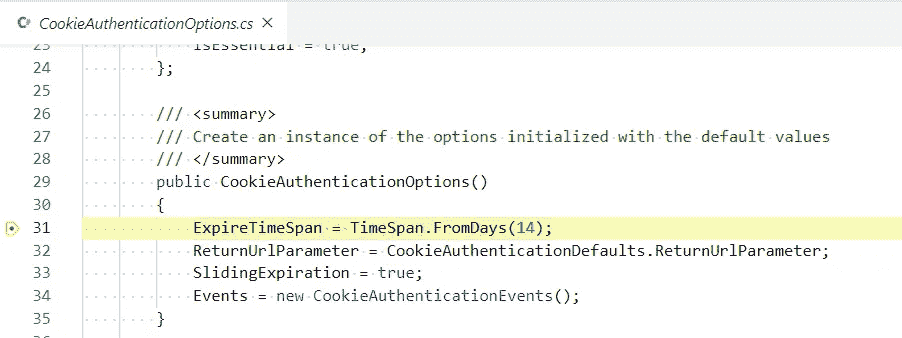 CookieAuthenticationOptions.cs
23 IsEssential = true,
24 };
25
26 /// <summary>
27 /// Create an instance of the options initialized with the default values
28 /// </summary>
29 public CookieAuthenticationOptions()
30 {
31 ExpireTimeSpan = TimeSpan.FromDays(14);
32 ReturnUrlParameter = CookieAuthenticationDefaults.ReturnUrlParameter;
33 SlidingExpiration = true;
34 Events = new CookieAuthenticationEvents();
35 }